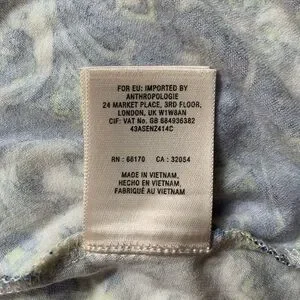 FOR EU: IMPORTED BY
ANTHROPOLOGIE
24 MARKET PLACE, 3RD FLOOR,
LONDON, UK W1W8AN
CIF: VAT No. GB 684936382
43ASENZ414C
RN : 66170 CA : 32054
MADE IN VIETNAM,
HECHO EN VIETNAM,
FABRIQUÉ AU VIETNAM